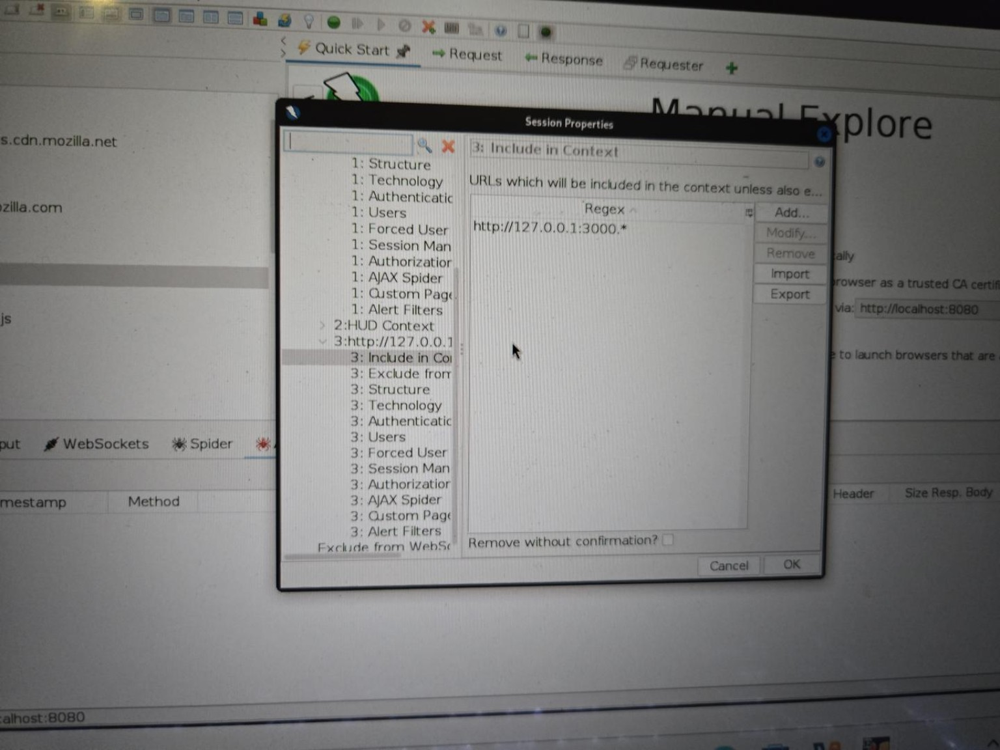 Quick Start
Request
Response
Requester
Manual Explore
s.cdn.mozilla.net
ozilla.com
js
Session Properties
1: Structure
1: Technology
1: Authenticatic
1: Users
1: Forced User
1: Session Man
1: Authorizatior
1: AJAX Spider
1: Custom Page
1: Alert Filters
2:HUD Context
3:http://127.0.0.1
3: Include in Cor
3: Exclude from
3: Structure
3: Technology
3: Authenticatic
3: Users
3: Forced User
3: Session Man
3: Authorizatior
3: AJAX Spider
3: Custom Page
3: Alert Filters
Exclude from WebSo
3: Include in Context
URLs which will be included in the context unless also e...
Regex
http://127.0.0.1:3000.*
Add...
Modify...
Remove
Import
Export
Remove without confirmation?
Cancel
OK
cally
browser as a trusted CA certifi
via: http://localhost:8080
e to launch browsers that are
put
WebSockets
Spider
mestamp
Method
Header
Size Resp. Body
calhost:8080